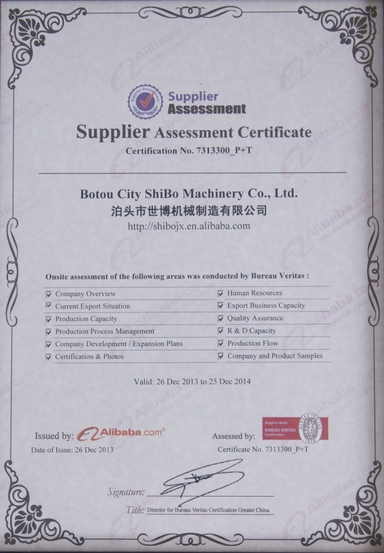 Supplier
Assessment
Supplier Assessment Certificate
Certification No. 7313300_P+T
Botou City ShiBo Machinery Co., Ltd.
泊头市世博机械制造有限公司
http://shibojx.en.alibaba.com
Onsite assessment of the following areas was conducted by Bureau Veritas :
Company Overview
Human Resources
Current Export Situation
Export Business Capacity
Production Capacity
Quality Assurance
Production Process Management
R & D Capacity
Company Development / Expansion Plans
Production Flow
Certification & Photos
Company and Product Samples
Valid: 26 Dec 2013 to 25 Dec 2014
Issued by: Alibaba.com
Assessed by: BUREAU VERITAS Certification
Date of Issue: 26 Dec 2013
Certificate No. 7313300_P+T
Signature:
Title: Director for Bureau Veritas Certification Greater China